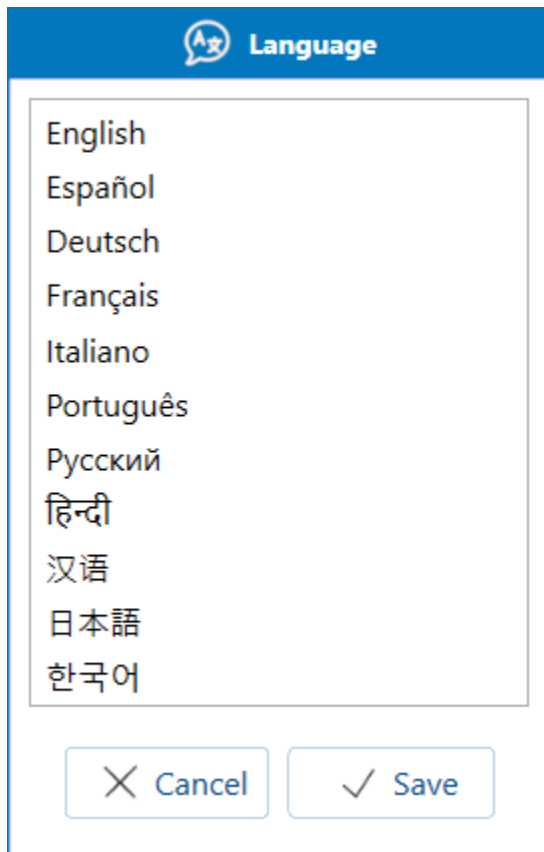 Language
English
Español
Deutsch
Français
Italiano
Português
Русский
हिन्दी
汉语
日本語
한국어
Cancel Save